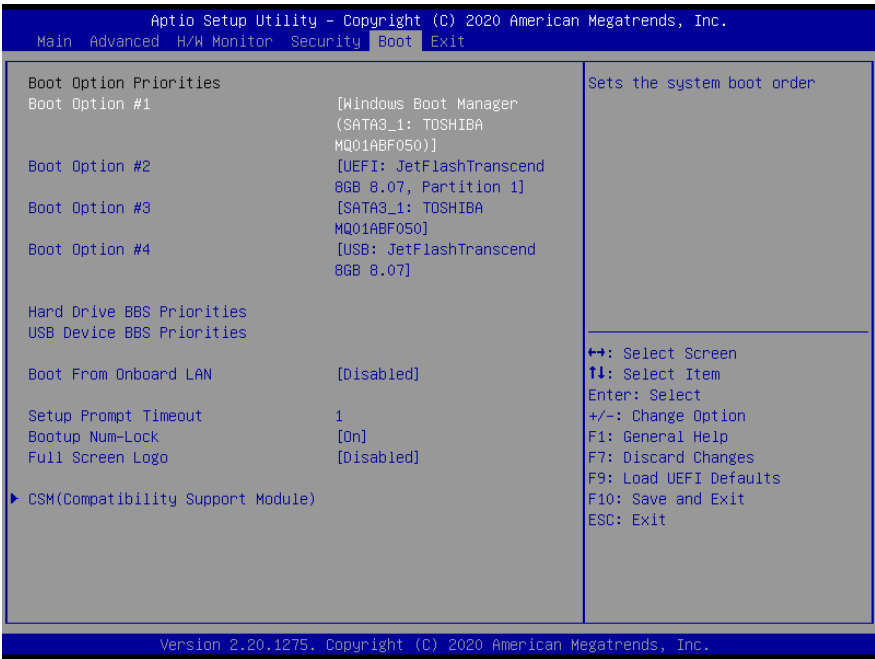 Aptio Setup Utility – Copyright (C) 2020 American Megatrends, Inc.
Main Advanced H/W Monitor Security Boot Exit
Boot Option Priorities
Boot Option #1 [Windows Boot Manager
(SATA3_1: TOSHIBA
MQ01ABF050)]
Boot Option #2 [UEFI: JetFlashTranscend
8GB 8.07, Partition 1]
Boot Option #3 [SATA3_1: TOSHIBA
MQ01ABF050]
Boot Option #4 [USB: JetFlashTranscend
8GB 8.07]
Hard Drive BBS Priorities
USB Device BBS Priorities
Boot From Onboard LAN [Disabled]
Setup Prompt Timeout 1
Bootup Num-Lock [On]
Full Screen Logo [Disabled]
CSM(Compatibility Support Module)
Sets the system boot order
↔: Select Screen
↑↓: Select Item
Enter: Select
+/-: Change Option
F1: General Help
F7: Discard Changes
F9: Load UEFI Defaults
F10: Save and Exit
ESC: Exit
Version 2.20.1275. Copyright (C) 2020 American Megatrends, Inc.